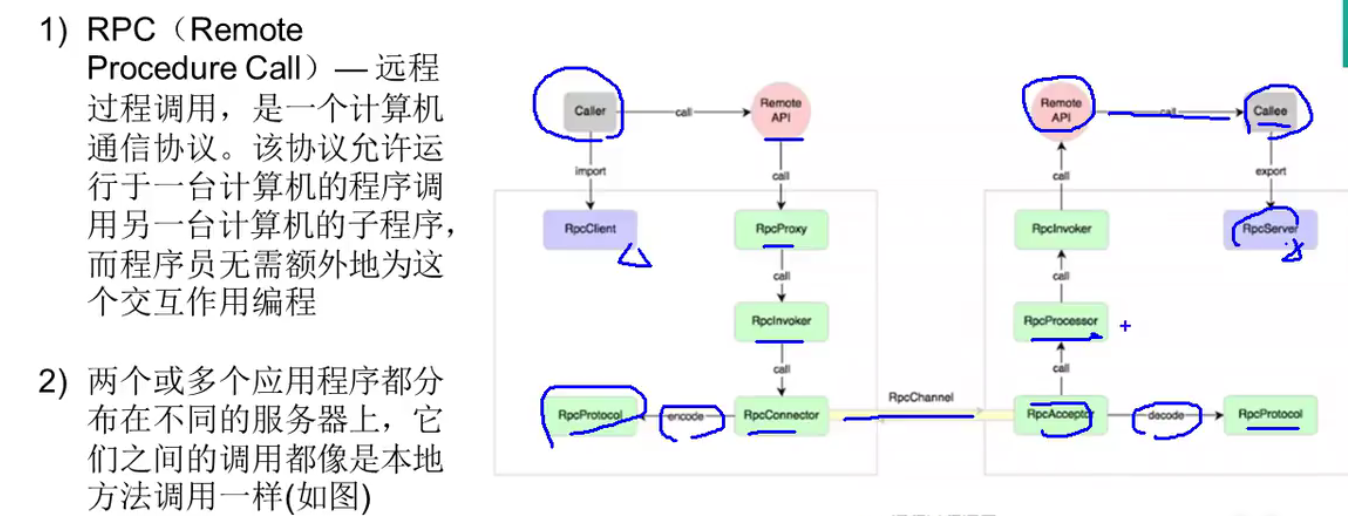 1) RPC（Remote
Procedure Call）— 远程
过程调用，是一个计算机
通信协议。该协议允许运
行于一台计算机的程序调
用另一台计算机的子程序，
而程序员无需额外地为这
个交互作用编程
2) 两个或多个应用程序都分
布在不同的服务器上，它
们之间的调用都像是本地
方法调用一样(如图)
Caller
call
Remote
API
import
call
RpcClient
RpcProxy
call
RpcInvoker
call
RpcProtocol
encode
RpcConnector
RpcChannel
Remote
API
call
Callee
call
export
RpcInvoker
RpcServer
call
RpcProcessor
call
RpcAcceptor
decode
RpcProtocol